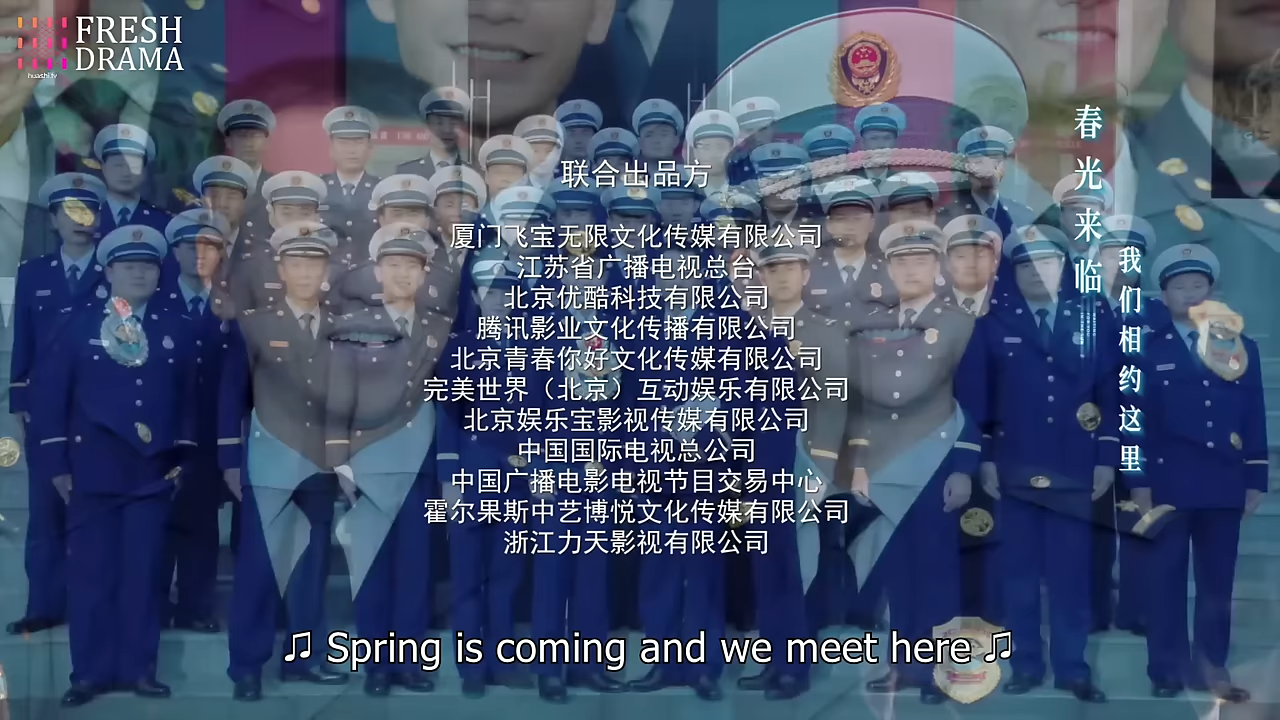 FRESH
DRAMA
huashi.tv
联合出品方
厦门飞宝无限文化传媒有限公司
江苏省广播电视总台
北京优酷科技有限公司
腾讯影业文化传播有限公司
北京青春你好文化传媒有限公司
完美世界（北京）互动娱乐有限公司
北京娱乐宝影视传媒有限公司
中国国际电视总公司
中国广播电影电视节目交易中心
霍尔果斯中艺博悦文化传媒有限公司
浙江力天影视有限公司
春光来临
我们相约这里
♫ Spring is coming and we meet here ♫